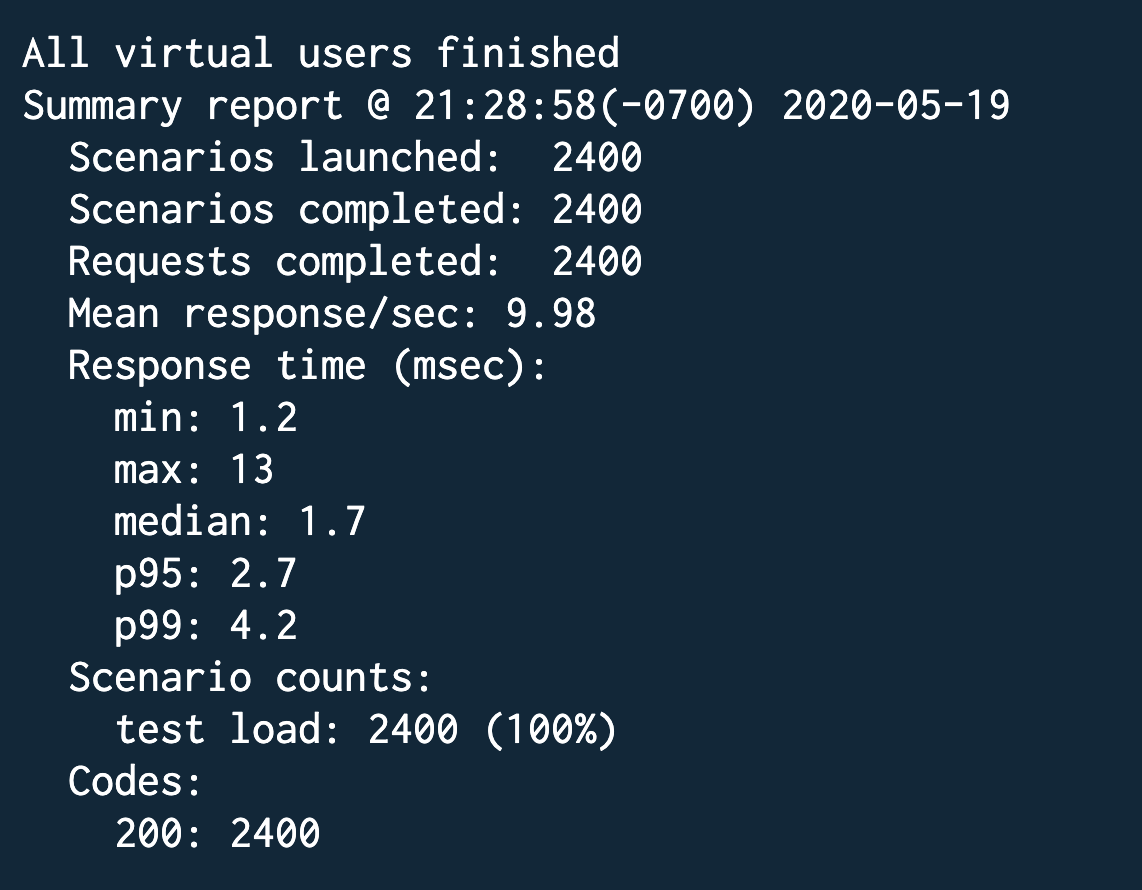 All virtual users finished
Summary report @ 21:28:58(-0700) 2020-05-19
  Scenarios launched:  2400
  Scenarios completed: 2400
  Requests completed:  2400
  Mean response/sec: 9.98
  Response time (msec):
    min: 1.2
    max: 13
    median: 1.7
    p95: 2.7
    p99: 4.2
  Scenario counts:
    test load: 2400 (100%)
  Codes:
    200: 2400